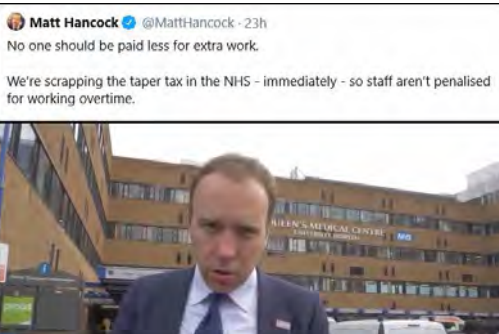 Matt Hancock @MattHancock · 23h
No one should be paid less for extra work.
We're scrapping the taper tax in the NHS - immediately - so staff aren't penalised
for working overtime.
QUEEN'S MEDICAL CENTRE
NHS